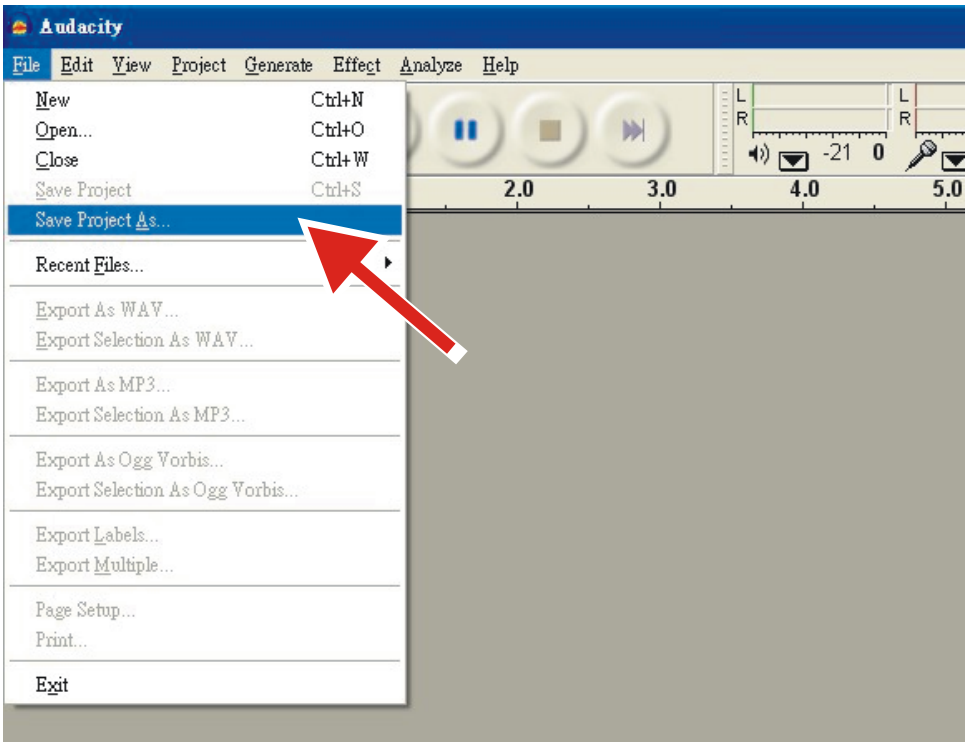 Audacity
File Edit View Project Generate Effect Analyze Help
New Ctrl+N
Open... Ctrl+O
Close Ctrl+W
Save Project Ctrl+S
Save Project As...
Recent Files...
Export As WAV...
Export Selection As WAV...
Export As MP3...
Export Selection As MP3...
Export As Ogg Vorbis...
Export Selection As Ogg Vorbis...
Export Labels...
Export Multiple...
Page Setup...
Print...
Exit
L L
R R
-21 0
2.0 3.0 4.0 5.0